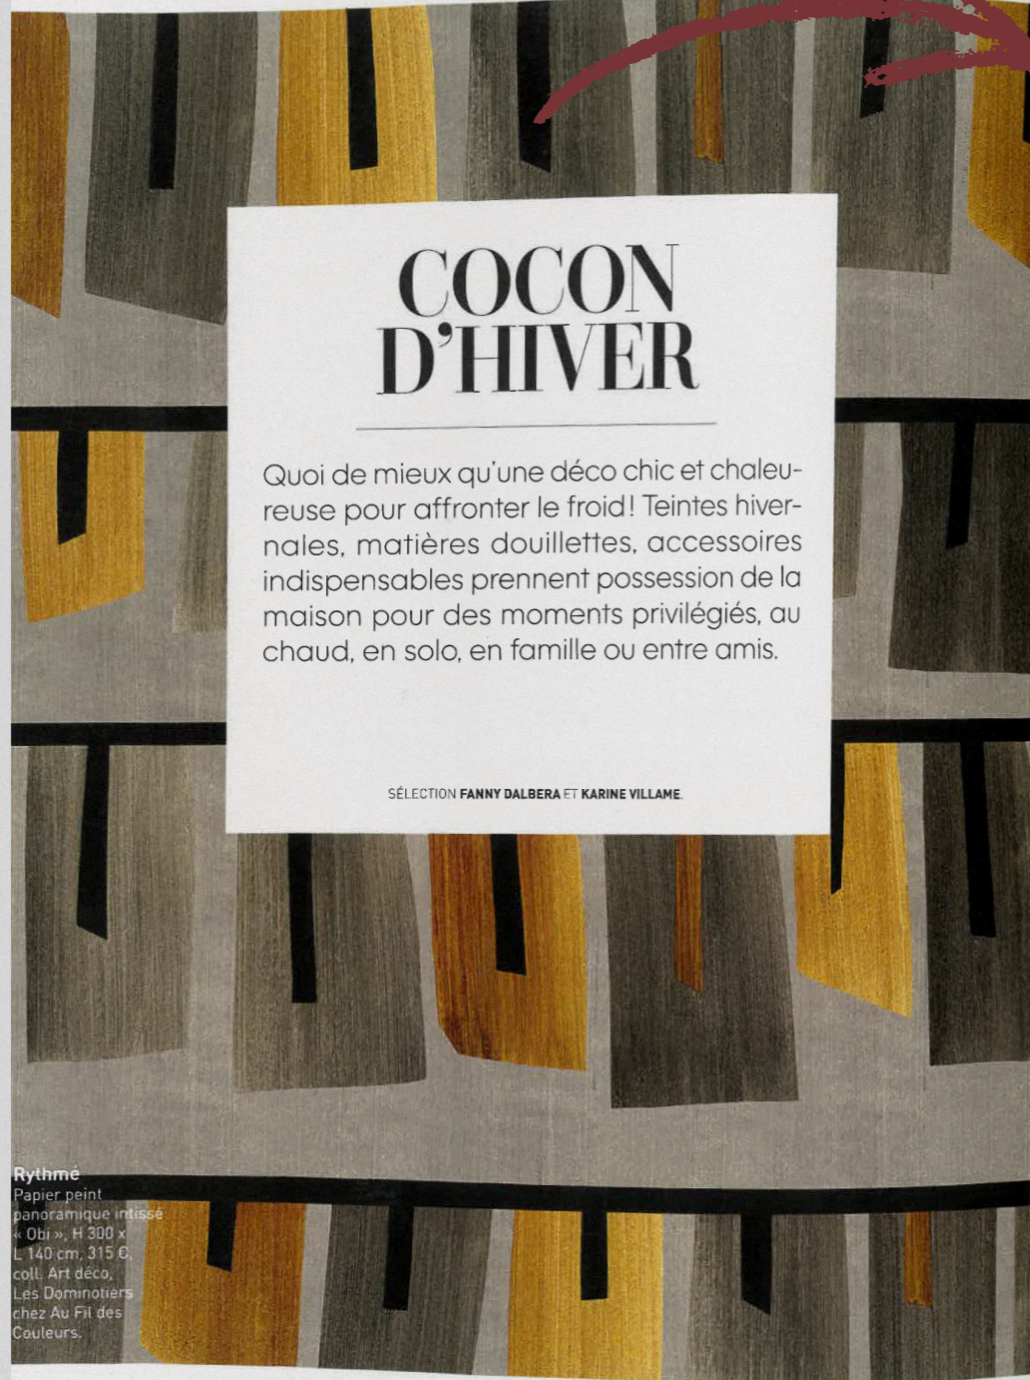 COCON
D'HIVER
Quoi de mieux qu'une déco chic et chaleu-
reuse pour affronter le froid! Teintes hiver-
nales, matières douillettes, accessoires
indispensables prennent possession de la
maison pour des moments privilégiés, au
chaud, en solo, en famille ou entre amis.
SÉLECTION FANNY DALBERA ET KARINE VILLAME.
Rythmé
Papier peint
panoramique intissé
« Obi », H 300 x
L 140 cm, 315 €,
coll. Art déco,
Les Dominotiers
chez Au Fil des
Couleurs.